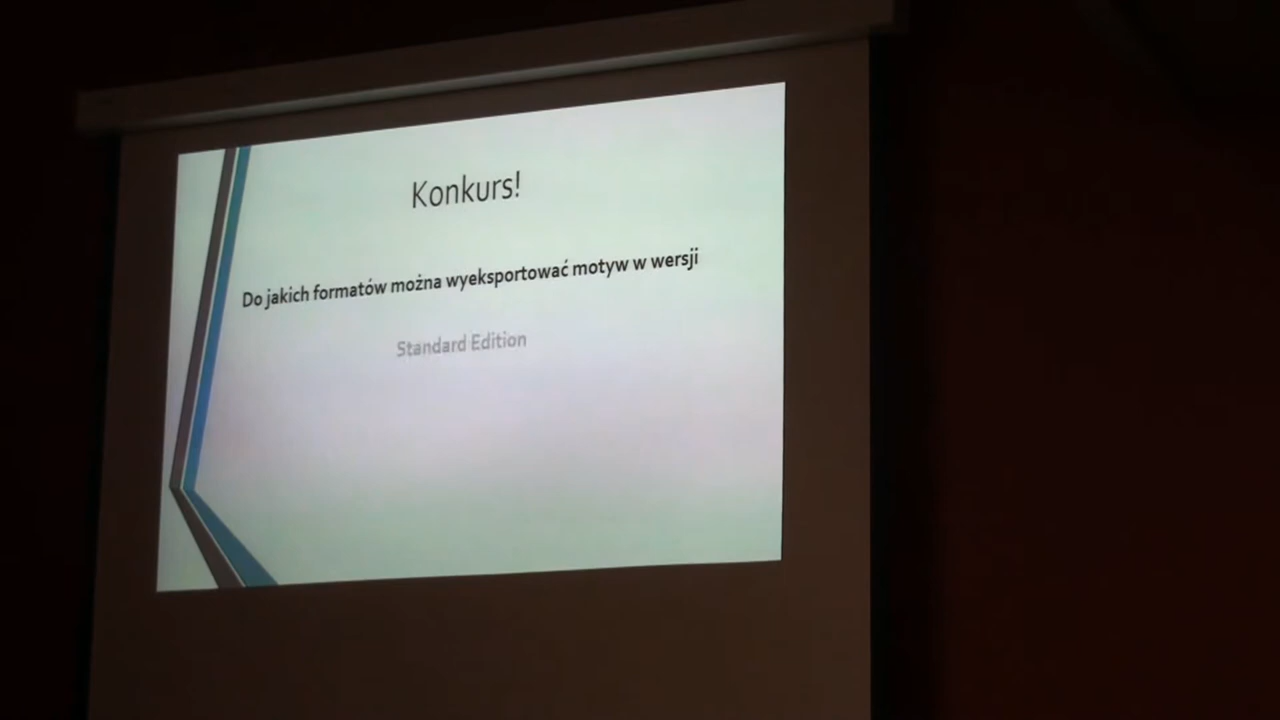 Konkurs!
Do jakich formatów można wyeksportować motyw w wersji
Standard Edition